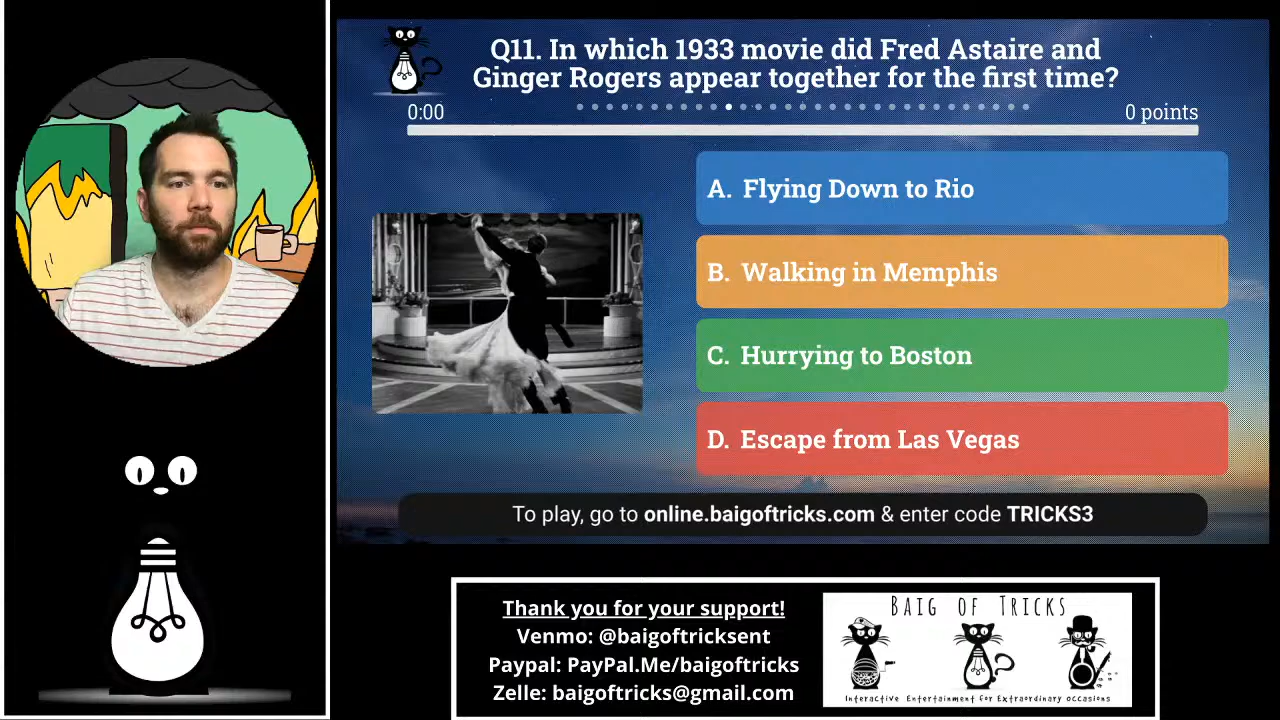 Q11. In which 1933 movie did Fred Astaire and
Ginger Rogers appear together for the first time?
0:00
0 points
A. Flying Down to Rio
B. Walking in Memphis
C. Hurrying to Boston
D. Escape from Las Vegas
To play, go to online.baigoftricks.com & enter code TRICKS3
Thank you for your support!
Venmo: @baigoftricksent
Paypal: PayPal.Me/baigoftricks
Zelle: baigoftricks@gmail.com
BAIG OF TRICKS
Interactive Entertainment for Extraordinary occasions